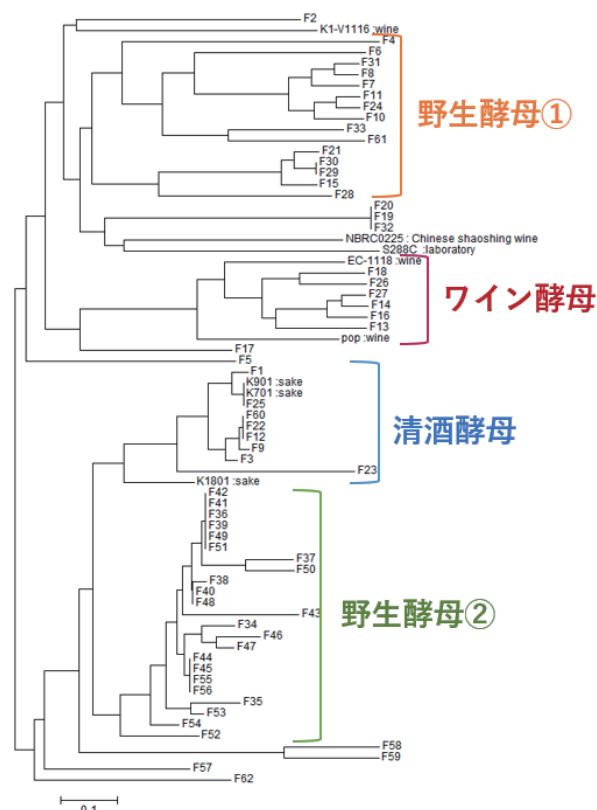 F2
K1-V1116 :wine
F4
F6
F31
F8
F7
F11
F24
F10
F33
F61
野生酵母①
F21
F30
F29
F15
F28
F20
F19
F32
NBRC0225 : Chinese shaoshing wine
S288C :laboratory
EC-1118 :wine
F18
F26
F27
F14
F16
F13
pop :wine
ワイン酵母
F17
F5
F1
K901 :sake
K701 :sake
F25
F60
F22
F12
F9
F3
F23
K1801 :sake
清酒酵母
F42
F41
F36
F39
F49
F51
F37
F50
F38
F40
F48
F43
野生酵母②
F34
F46
F47
F44
F45
F55
F56
F35
F53
F54
F52
F58
F59
F57
F62
0.1